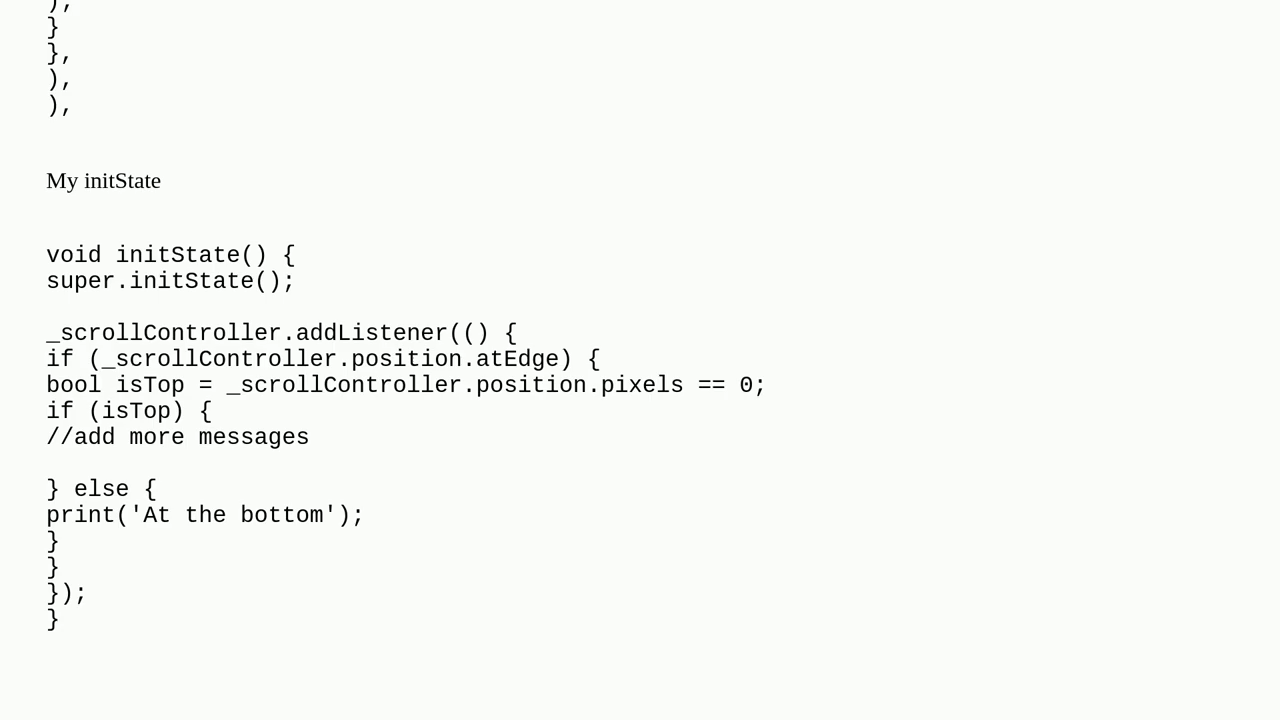 ),
}
},
),
),
My initState
void initState() {
super.initState();
_scrollController.addListener(() {
if (_scrollController.position.atEdge) {
bool isTop = _scrollController.position.pixels == 0;
if (isTop) {
//add more messages
} else {
print('At the bottom');
}
}
});
}